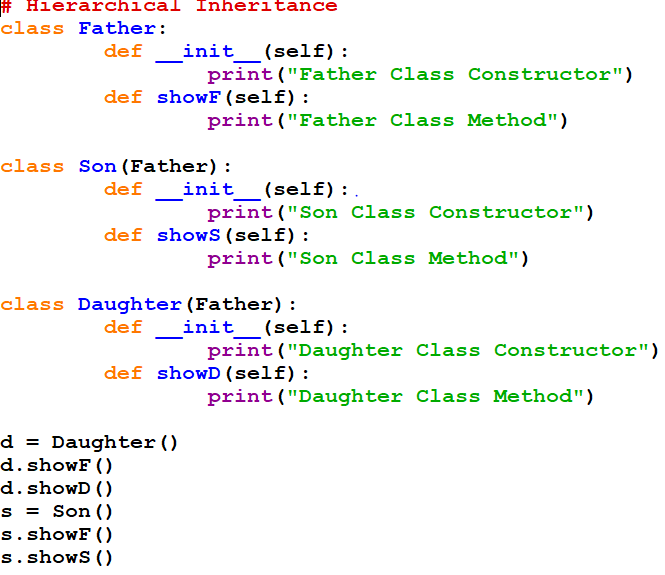 # Hierarchical Inheritance
class Father:
        def __init__(self):
                print("Father Class Constructor")
        def showF(self):
                print("Father Class Method")

class Son(Father):
        def __init__(self):
                print("Son Class Constructor")
        def showS(self):
                print("Son Class Method")

class Daughter(Father):
        def __init__(self):
                print("Daughter Class Constructor")
        def showD(self):
                print("Daughter Class Method")

d = Daughter()
d.showF()
d.showD()
s = Son()
s.showF()
s.showS()